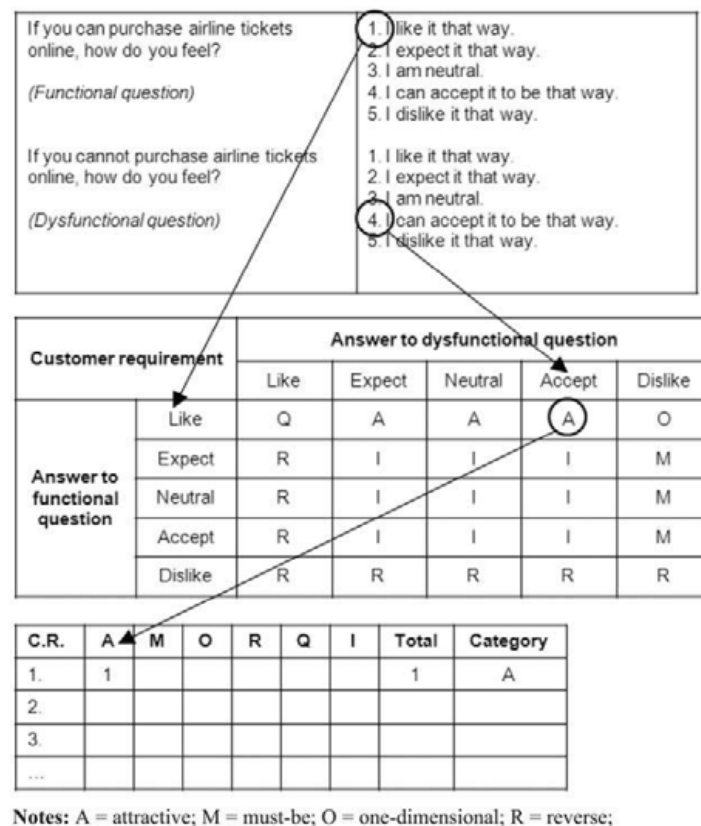 If you can purchase airline tickets
online, how do you feel?
(Functional question)
1. I like it that way.
2. I expect it that way.
3. I am neutral.
4. I can accept it to be that way.
5. I dislike it that way.
If you cannot purchase airline tickets
online, how do you feel?
(Dysfunctional question)
1. I like it that way.
2. I expect it that way.
3. I am neutral.
4. I can accept it to be that way.
5. I dislike it that way.
Customer requirement
Answer to dysfunctional question
Like Expect Neutral Accept Dislike
Answer to
functional
question
Like Q A A A O
Expect R I I I M
Neutral R I I I M
Accept R I I I M
Dislike R R R R R
C.R. A M O R Q I Total Category
1. 1 1 A
2.
3.
...
Notes: A = attractive; M = must-be; O = one-dimensional; R = reverse;